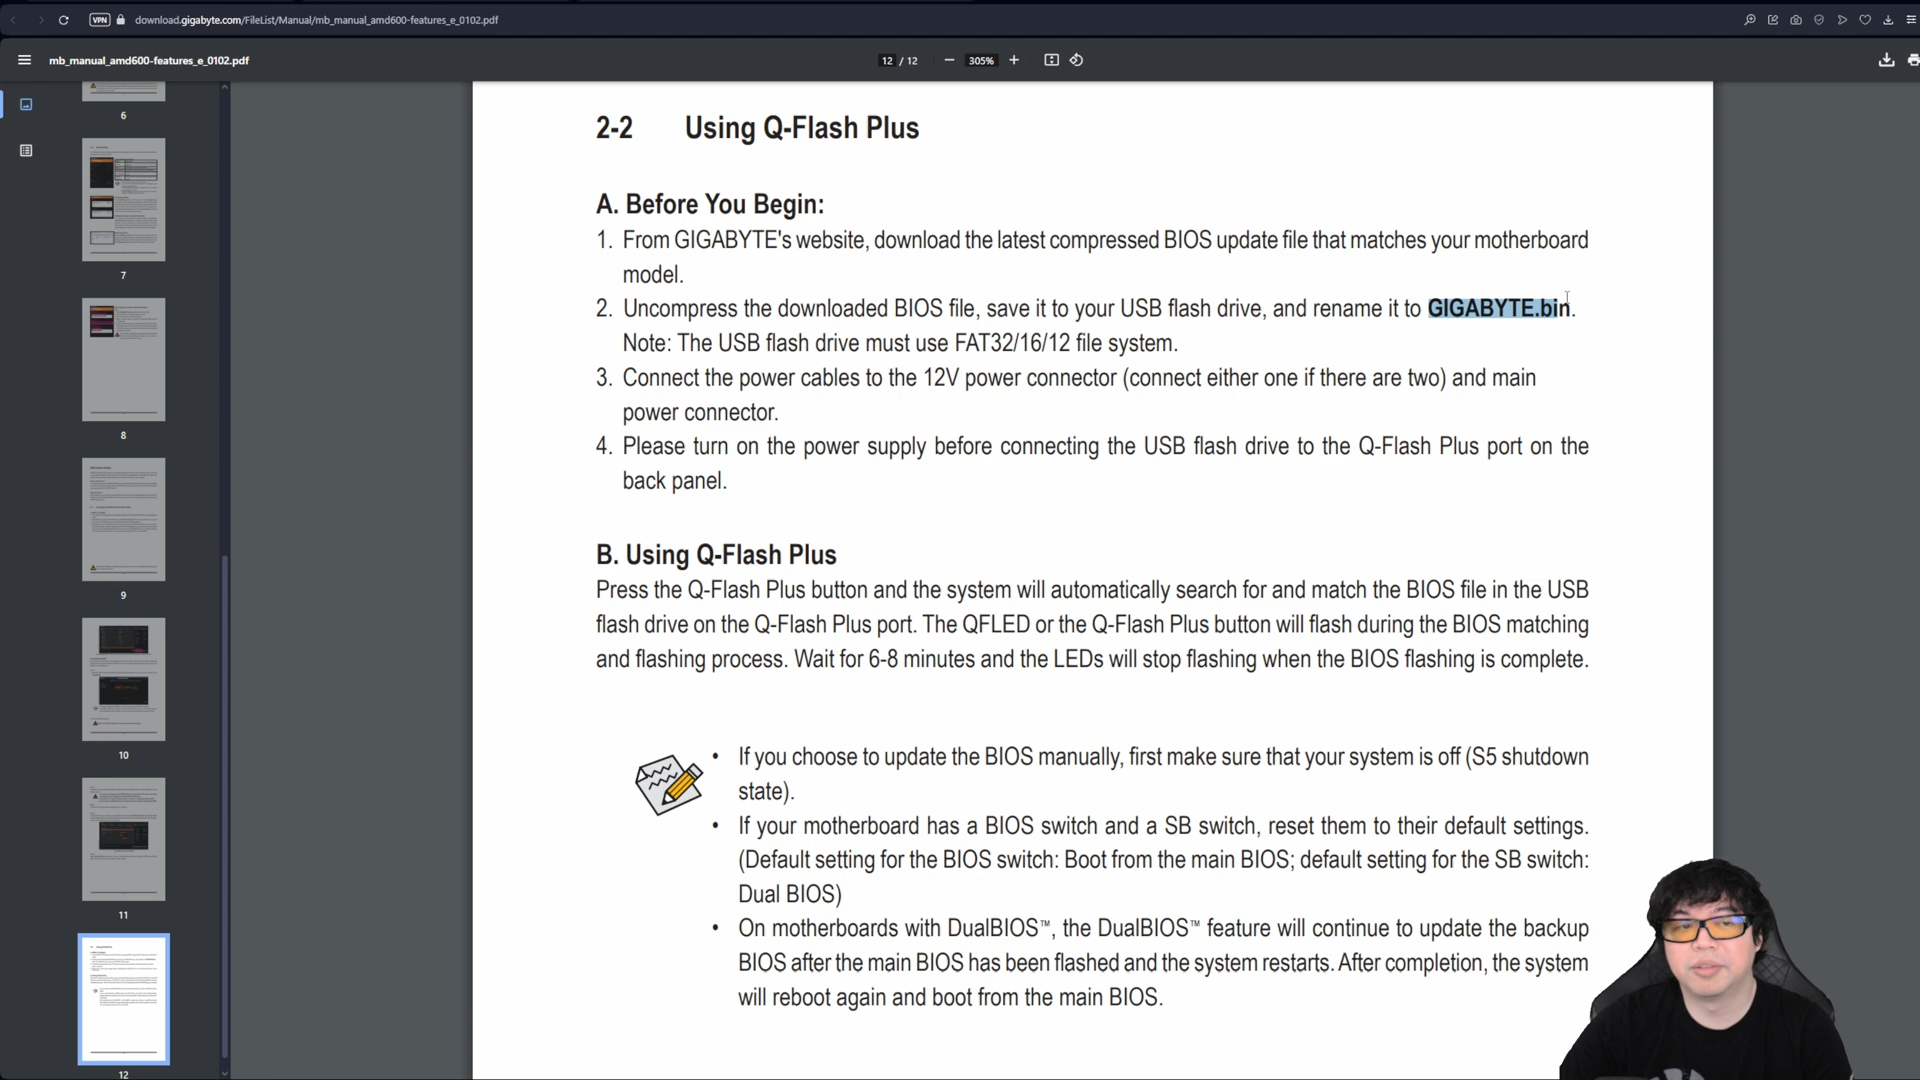 VPN
download.gigabyte.com/FileList/Manual/mb_manual_amd600-features_e_0102.pdf
mb_manual_amd600-features_e_0102.pdf
12 / 12
305%
6
7
8
9
10
11
12
2-2 Using Q-Flash Plus
A. Before You Begin:
1. From GIGABYTE's website, download the latest compressed BIOS update file that matches your motherboard
model.
2. Uncompress the downloaded BIOS file, save it to your USB flash drive, and rename it to GIGABYTE.bin.
Note: The USB flash drive must use FAT32/16/12 file system.
3. Connect the power cables to the 12V power connector (connect either one if there are two) and main
power connector.
4. Please turn on the power supply before connecting the USB flash drive to the Q-Flash Plus port on the
back panel.
B. Using Q-Flash Plus
Press the Q-Flash Plus button and the system will automatically search for and match the BIOS file in the USB
flash drive on the Q-Flash Plus port. The QFLED or the Q-Flash Plus button will flash during the BIOS matching
and flashing process. Wait for 6-8 minutes and the LEDs will stop flashing when the BIOS flashing is complete.
• If you choose to update the BIOS manually, first make sure that your system is off (S5 shutdown
state).
• If your motherboard has a BIOS switch and a SB switch, reset them to their default settings.
(Default setting for the BIOS switch: Boot from the main BIOS; default setting for the SB switch:
Dual BIOS)
• On motherboards with DualBIOS™, the DualBIOS™ feature will continue to update the backup
BIOS after the main BIOS has been flashed and the system restarts. After completion, the system
will reboot again and boot from the main BIOS.